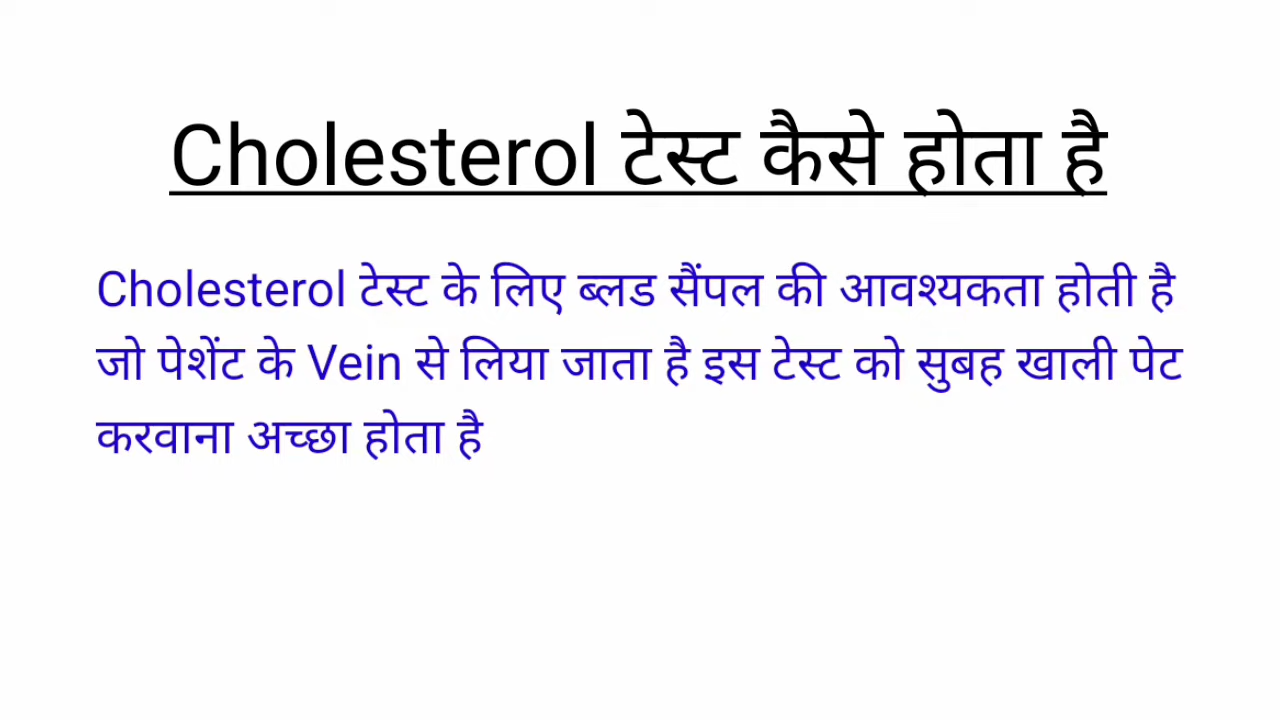 Cholesterol टेस्ट कैसे होता है
Cholesterol टेस्ट के लिए ब्लड सैंपल की आवश्यकता होती है
जो पेशेंट के Vein से लिया जाता है इस टेस्ट को सुबह खाली पेट
करवाना अच्छा होता है